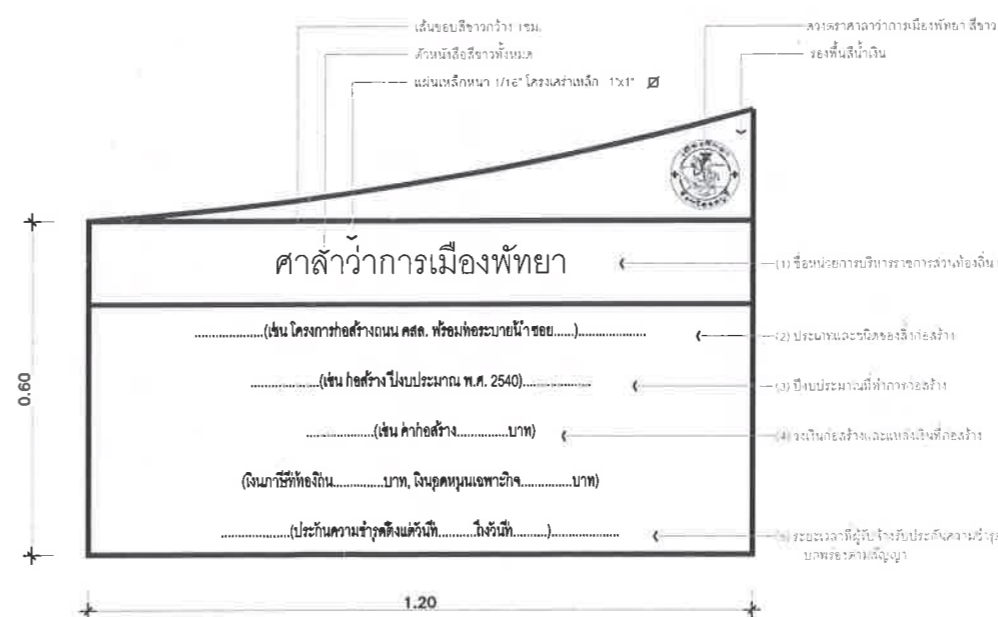 เส้นขอบสีขาวกว้าง 1ซม.
ตัวหนังสือสีขาวทั้งหมด
แผ่นเหล็กหนา 1/16" โครงเคร่าเหล็ก 1"x1"
ดวงตราศาลาว่าการเมืองพัทยา สีขาว
รองพื้นสีน้ำเงิน
ศาลาว่าการเมืองพัทยา
(1) ชื่อหน่วยการบริหารราชการส่วนท้องถิ่น
....................(เช่น โครงการก่อสร้างถนน คสล. พร้อมท่อระบายน้ำ ซอย......)....................
(2) ประเภทและชนิดของสิ่งก่อสร้าง
....................(เช่น ก่อสร้าง ปีงบประมาณ พ.ศ. 2540)....................
(3) ปีงบประมาณที่ทำการก่อสร้าง
....................(เช่น ค่าก่อสร้าง...............บาท)
(4) วงเงินก่อสร้างและแหล่งเงินที่ก่อสร้าง
(เงินภาษีที่ท้องถิ่น...............บาท, เงินอุดหนุนเฉพาะกิจ...............บาท)
....................(ประกันความชำรุดตั้งแต่วันที่...........ถึงวันที่.........)....................
(5) ระยะเวลาที่ผู้รับจ้างรับประกันความชำรุด
บกพร่องตามสัญญา
0.60
1.20